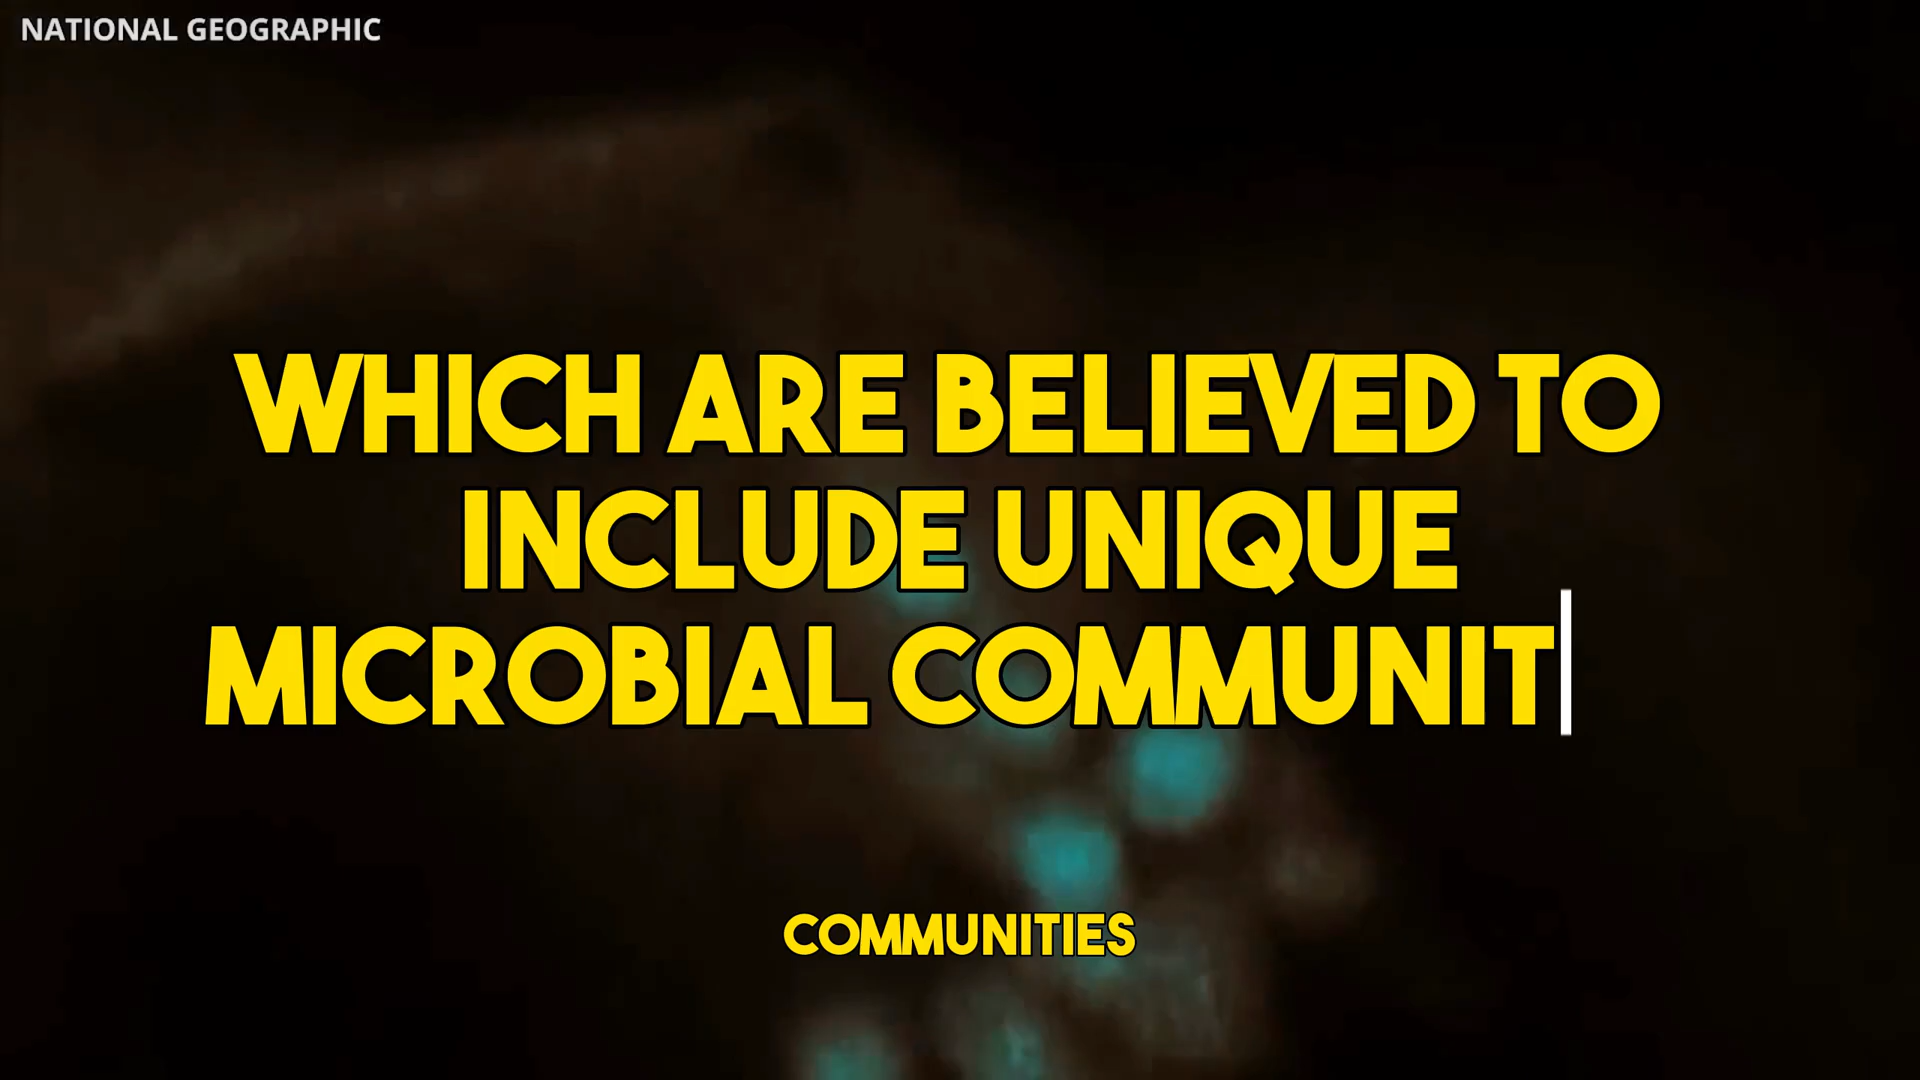 NATIONAL GEOGRAPHIC
WHICH ARE BELIEVED TO
INCLUDE UNIQUE
MICROBIAL COMMUNIT
COMMUNITIES